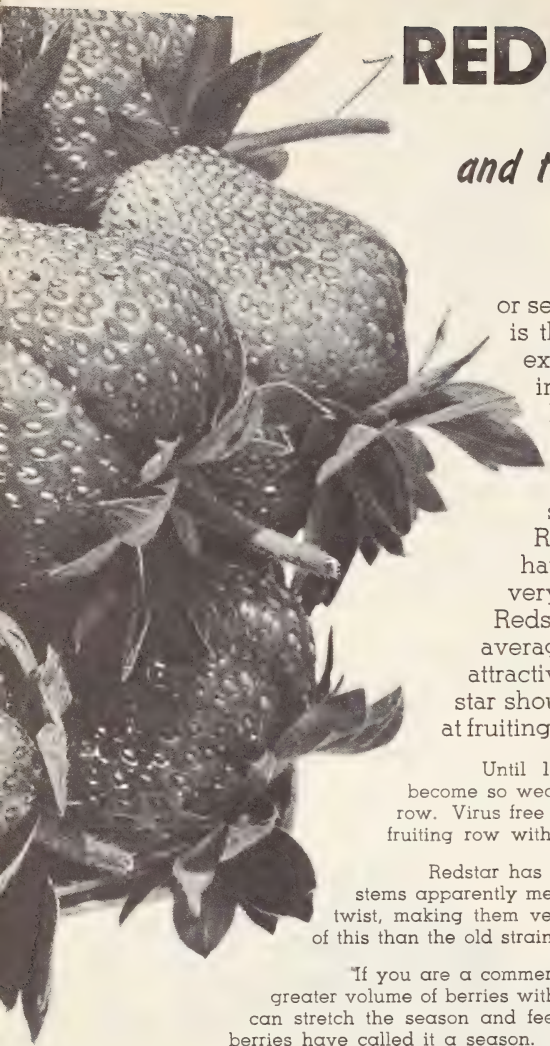 RED
and t
or se
is th
ex
in
s
R
ha
very
Reds
averag
attractiv
star shou
at fruiting
Until 1
become so wea
row. Virus free
fruiting row with
Redstar has
stems apparently me
twist, making them ve
of this than the old strain
"If you are a commer
greater volume of berries with
can stretch the season and fee
berries have called it a season.